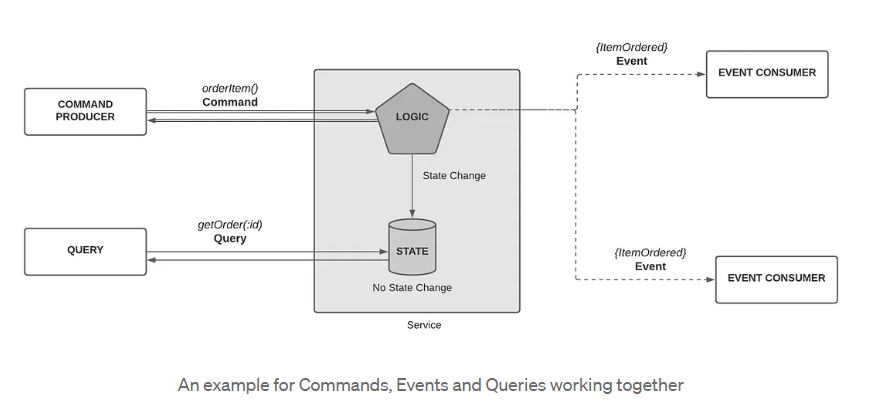 {ItemOrdered}
Event
EVENT CONSUMER
orderItem()
Command
COMMAND
PRODUCER
LOGIC
State Change
getOrder(:id)
Query
QUERY
STATE
No State Change
{ItemOrdered}
Event
EVENT CONSUMER
Service
An example for Commands, Events and Queries working together